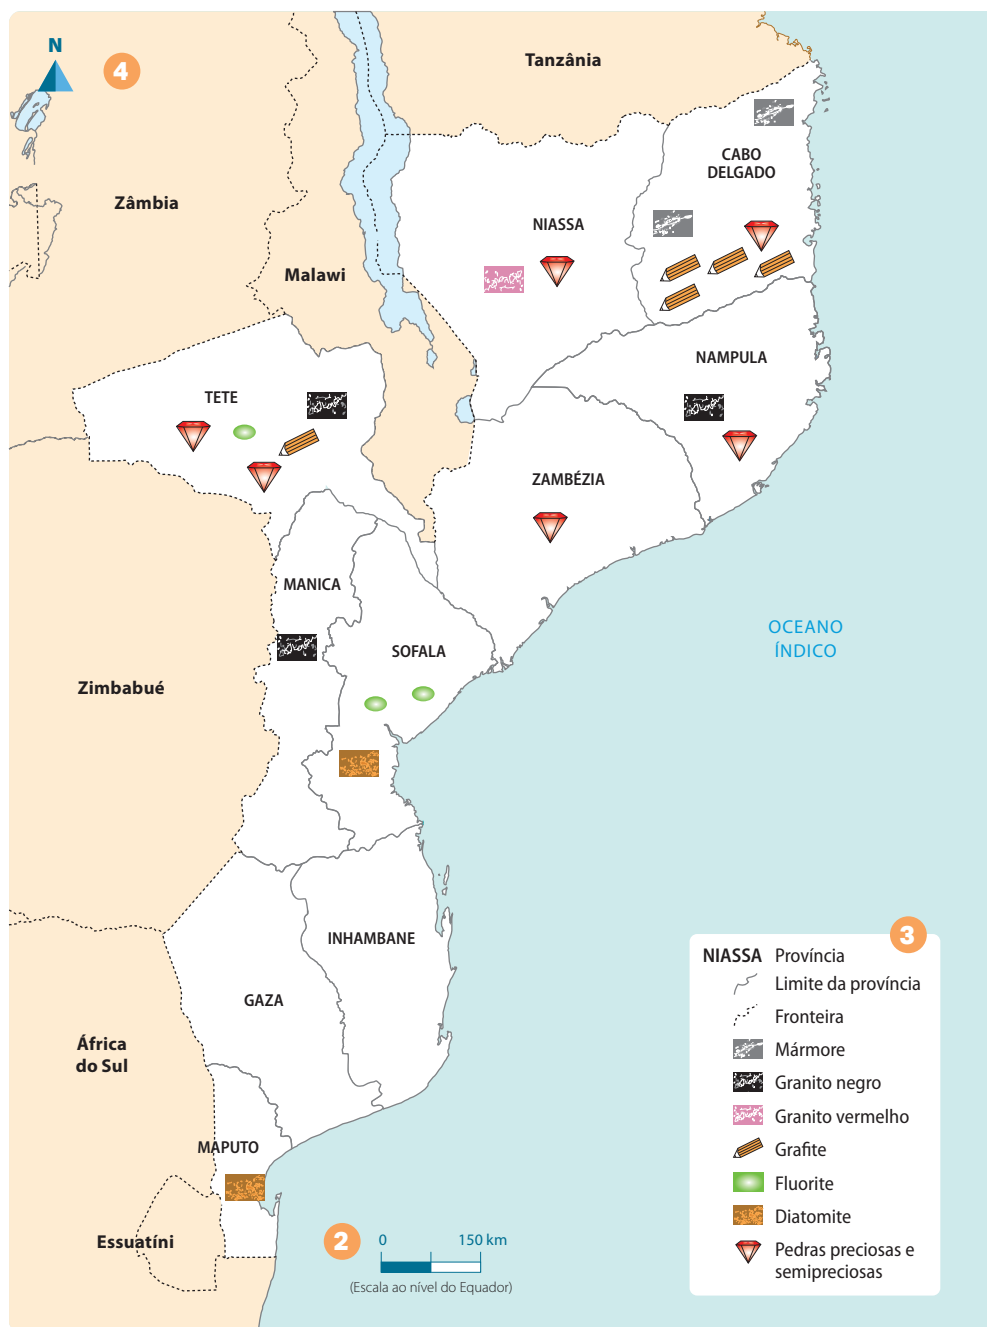 N
4
Tanzânia
CABO
DELGADO
Zâmbia
NIASSA
Malawi
NAMPULA
TETE
ZAMBÉZIA
MANICA
OCEANO
ÍNDICO
SOFALA
Zimbabué
INHAMBANE
GAZA
África
do Sul
MAPUTO
Essuatíni
2
0 150 km
(Escala ao nível do Equador)
3
NIASSA Província
Limite da província
Fronteira
Mármore
Granito negro
Granito vermelho
Grafite
Fluorite
Diatomite
Pedras preciosas e
semipreciosas